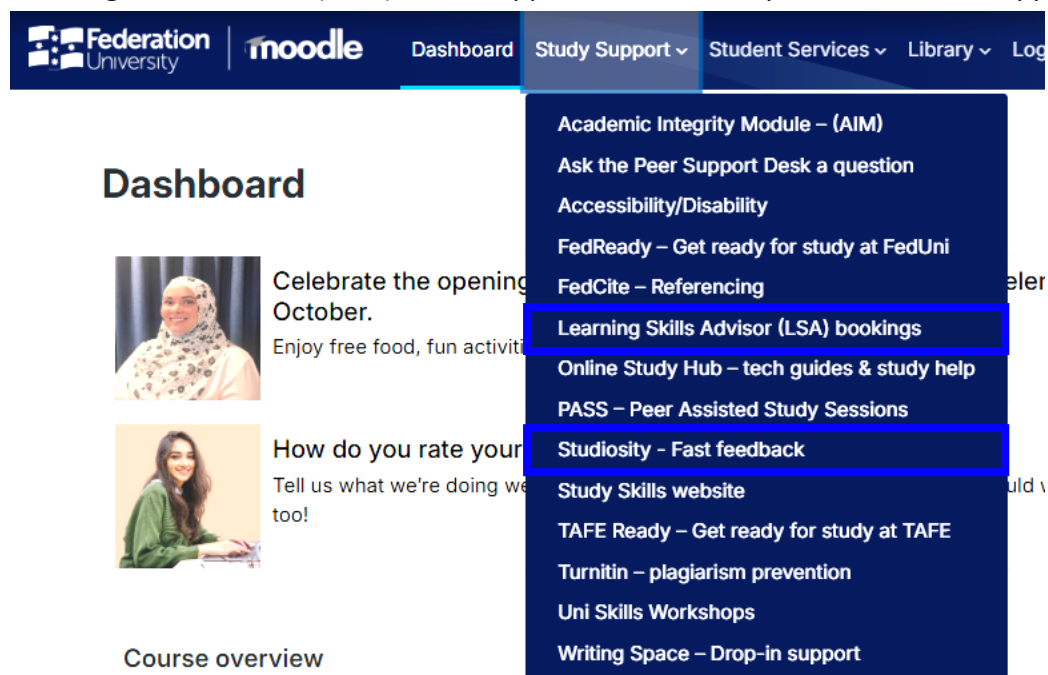 Federation University
moodle
Dashboard
Study Support
Student Services
Library
Log
Academic Integrity Module – (AIM)
Ask the Peer Support Desk a question
Accessibility/Disability
FedReady – Get ready for study at FedUni
FedCite – Referencing
Learning Skills Advisor (LSA) bookings
Online Study Hub – tech guides & study help
PASS – Peer Assisted Study Sessions
Studiosity - Fast feedback
Study Skills website
TAFE Ready – Get ready for study at TAFE
Turnitin – plagiarism prevention
Uni Skills Workshops
Writing Space – Drop-in support
Dashboard
Celebrate the opening
October.
Enjoy free food, fun activiti
How do you rate your
Tell us what we're doing we
too!
Course overview